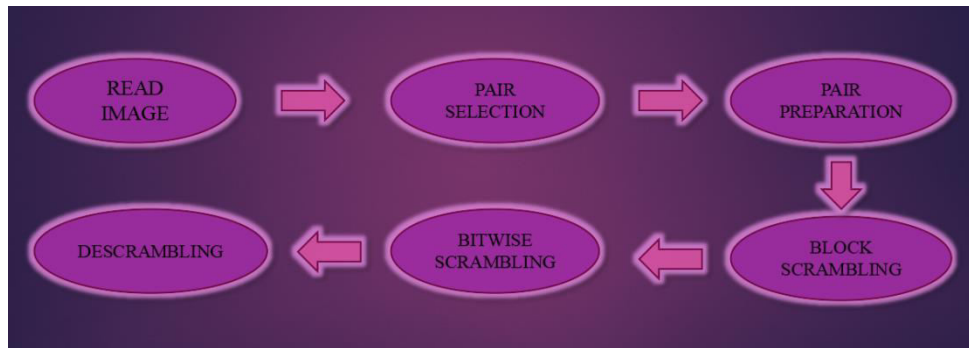 READ
IMAGE
PAIR
SELECTION
PAIR
PREPARATION
BLOCK
SCRAMBLING
BITWISE
SCRAMBLING
DESCRAMBLING